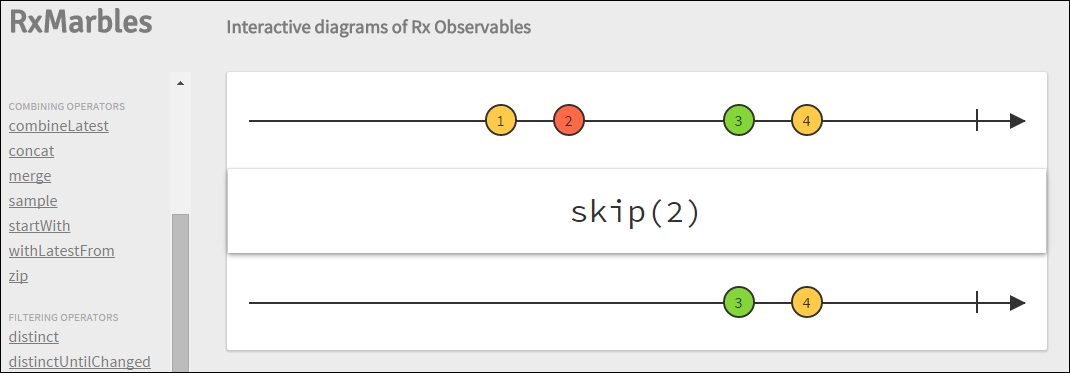 RxMarbles
Interactive diagrams of Rx Observables
COMBINING OPERATORS
combineLatest
concat
merge
sample
startWith
withLatestFrom
zip
FILTERING OPERATORS
distinct
distinctUntilChanged
1 2 3 4
skip(2)
3 4